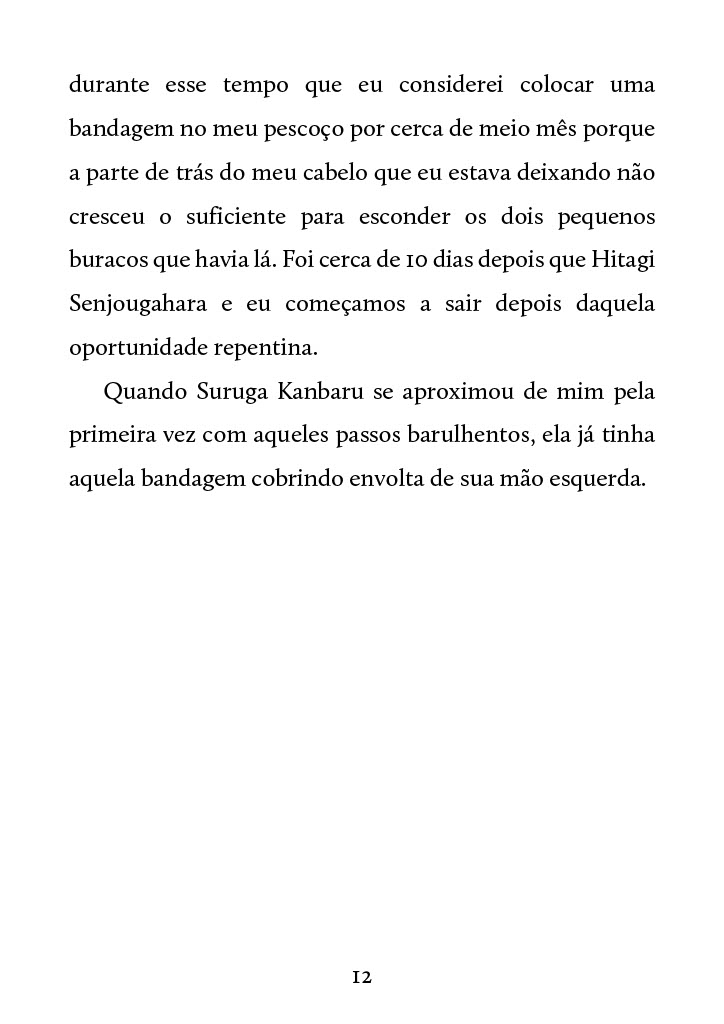 durante esse tempo que eu considerei colocar uma
bandagem no meu pescoço por cerca de meio mês porque
a parte de trás do meu cabelo que eu estava deixando não
cresceu o suficiente para esconder os dois pequenos
buracos que havia lá. Foi cerca de 10 dias depois que Hitagi
Senjougahara e eu começamos a sair depois daquela
oportunidade repentina.
Quando Suruga Kanbaru se aproximou de mim pela
primeira vez com aqueles passos barulhentos, ela já tinha
aquela bandagem cobrindo envolta de sua mão esquerda.
12